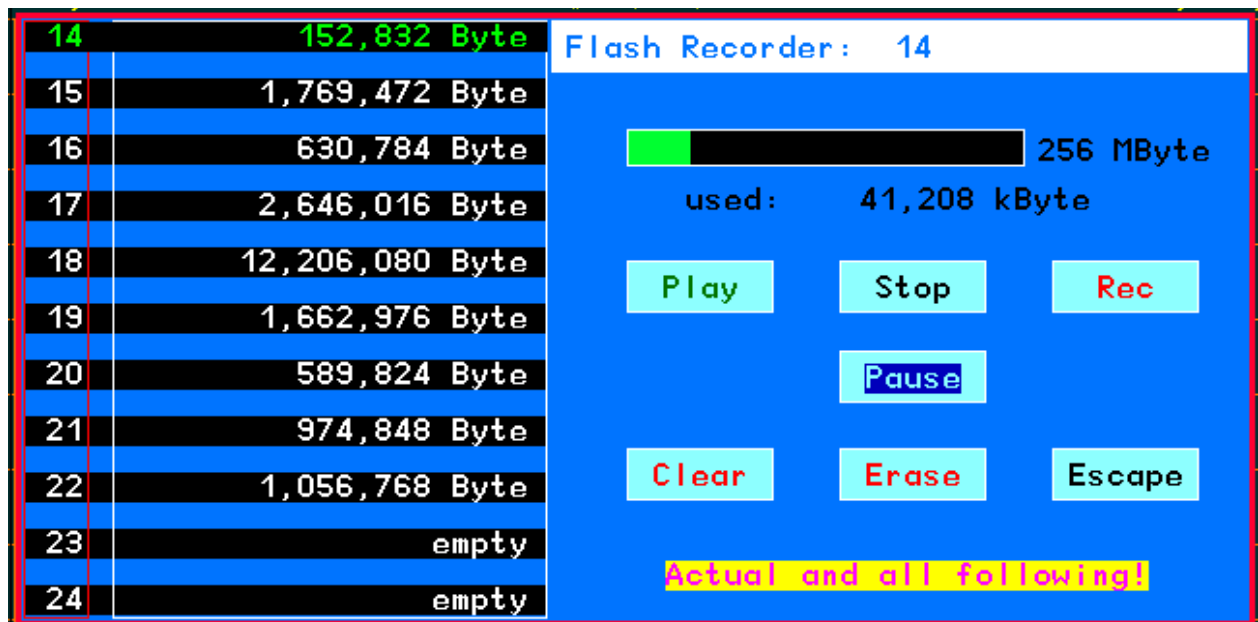 14 152,832 Byte
15 1,769,472 Byte
16 630,784 Byte
17 2,646,016 Byte
18 12,206,080 Byte
19 1,662,976 Byte
20 589,824 Byte
21 974,848 Byte
22 1,056,768 Byte
23 empty
24 empty
Flash Recorder: 14
256 MByte
used: 41,208 kByte
Play Stop Rec
Pause
Clear Erase Escape
Actual and all following!